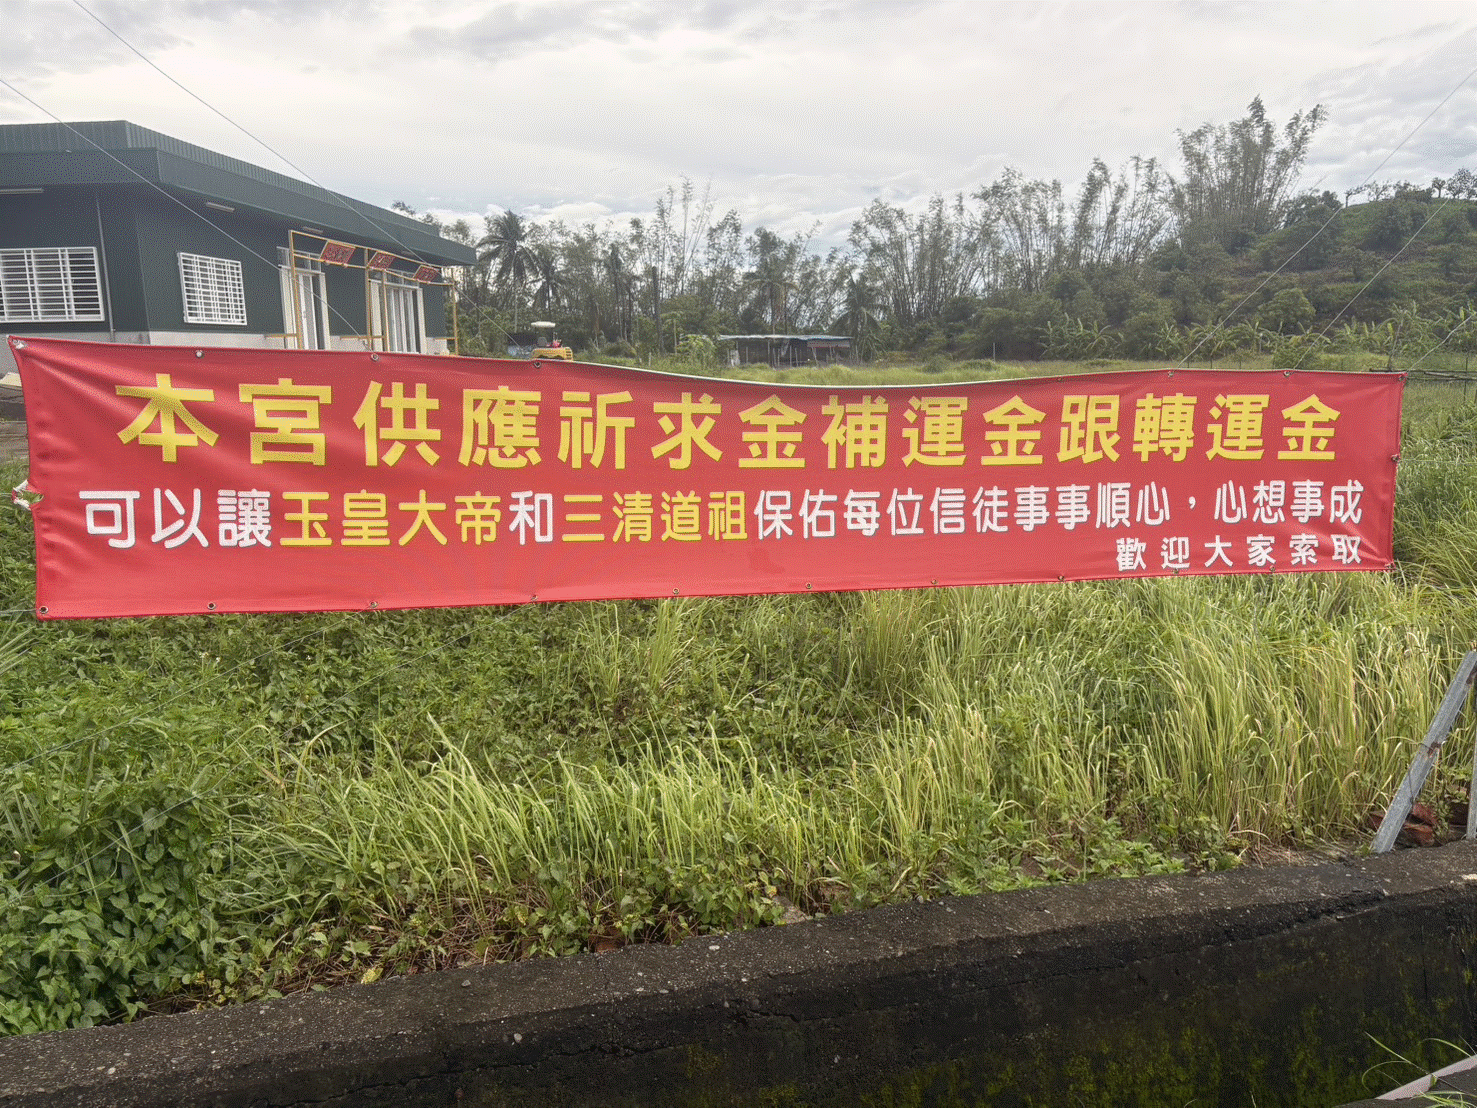 本宮供應祈求金補運金跟轉運金
可以讓玉皇大帝和三清道祖保佑每位信徒事事順心，心想事成
歡迎大家索取